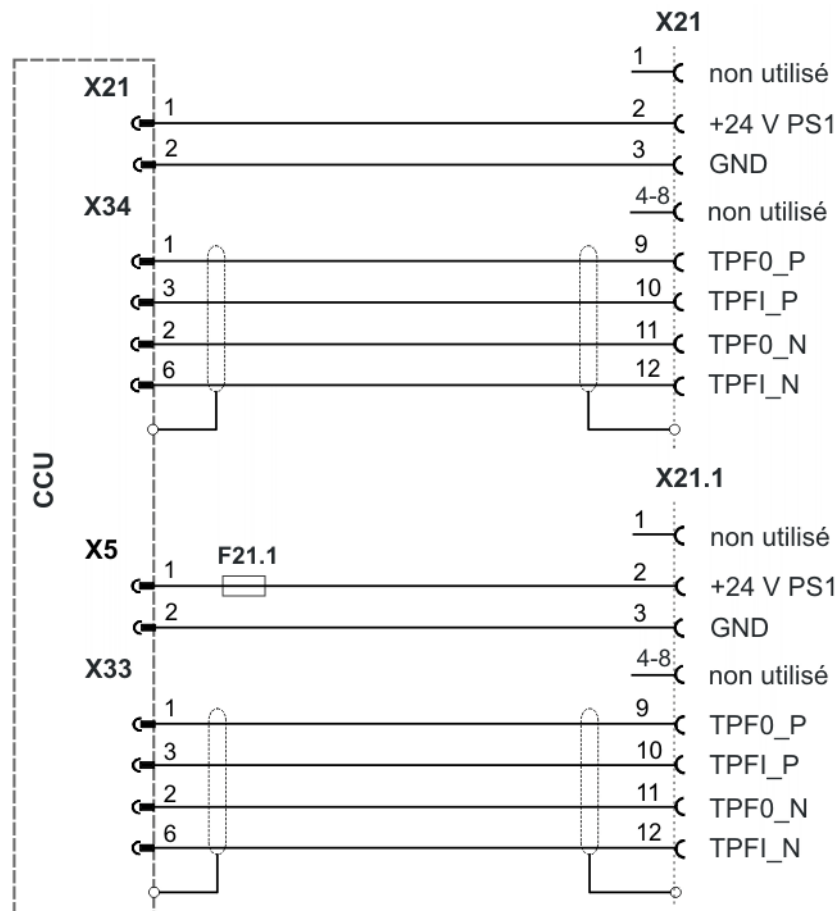 X21
1 non utilisé
X21
1 2 +24 V PS1
2 3 GND
X34
4-8 non utilisé
1 9 TPF0_P
3 10 TPFI_P
2 11 TPF0_N
6 12 TPFI_N
CCU
X21.1
1 non utilisé
X5
F21.1
1 2 +24 V PS1
2 3 GND
X33
4-8 non utilisé
1 9 TPF0_P
3 10 TPFI_P
2 11 TPF0_N
6 12 TPFI_N